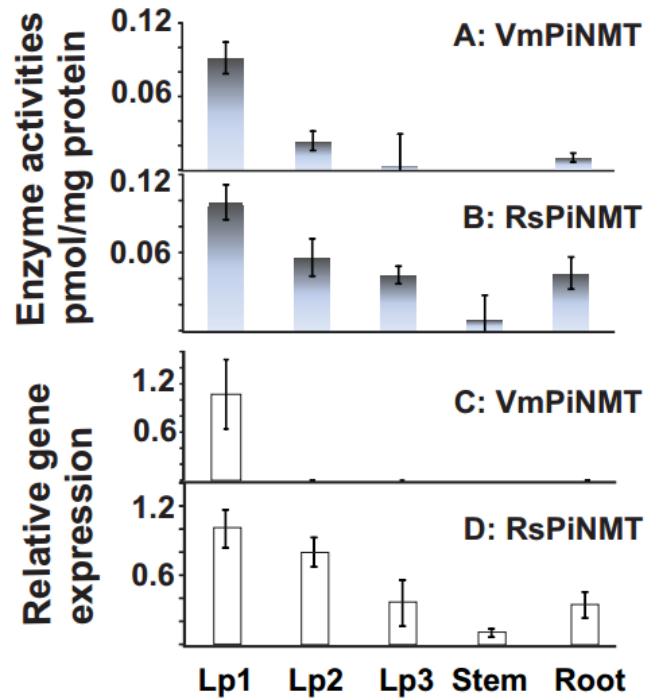 Enzyme activities
pmol/mg protein
0.12
0.06
A: VmPiNMT
0.12
0.06
B: RsPiNMT
Relative gene
expression
1.2
0.6
C: VmPiNMT
1.2
0.6
D: RsPiNMT
Lp1 Lp2 Lp3 Stem Root